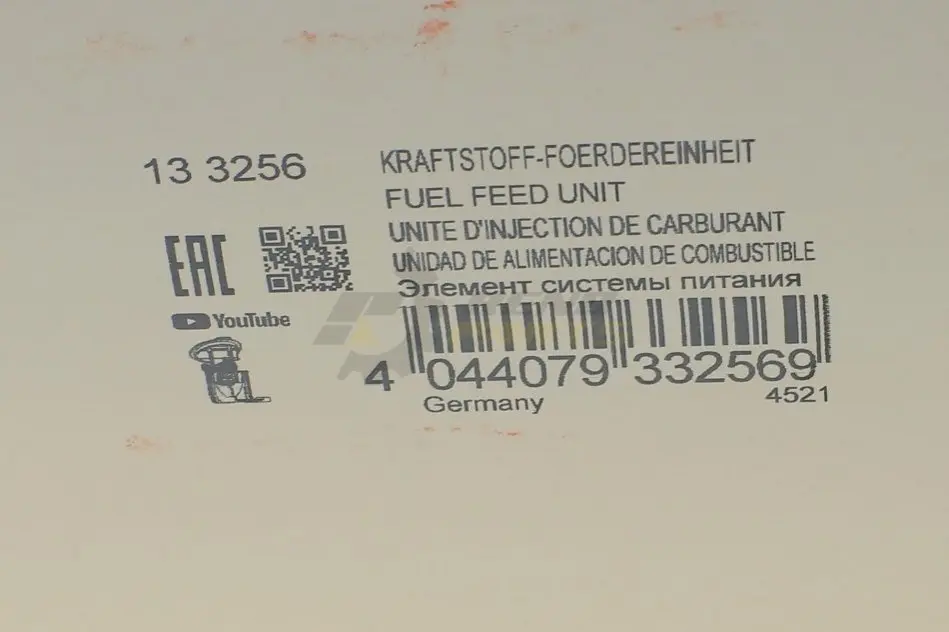 13 3256
KRAFTSTOFF-FOERDEREINHEIT
FUEL FEED UNIT
UNITE D'INJECTION DE CARBURANT
UNIDAD DE ALIMENTACION DE COMBUSTIBLE
Элемент системы питания
EAC
YouTube
4 044079 332569
Germany
4521